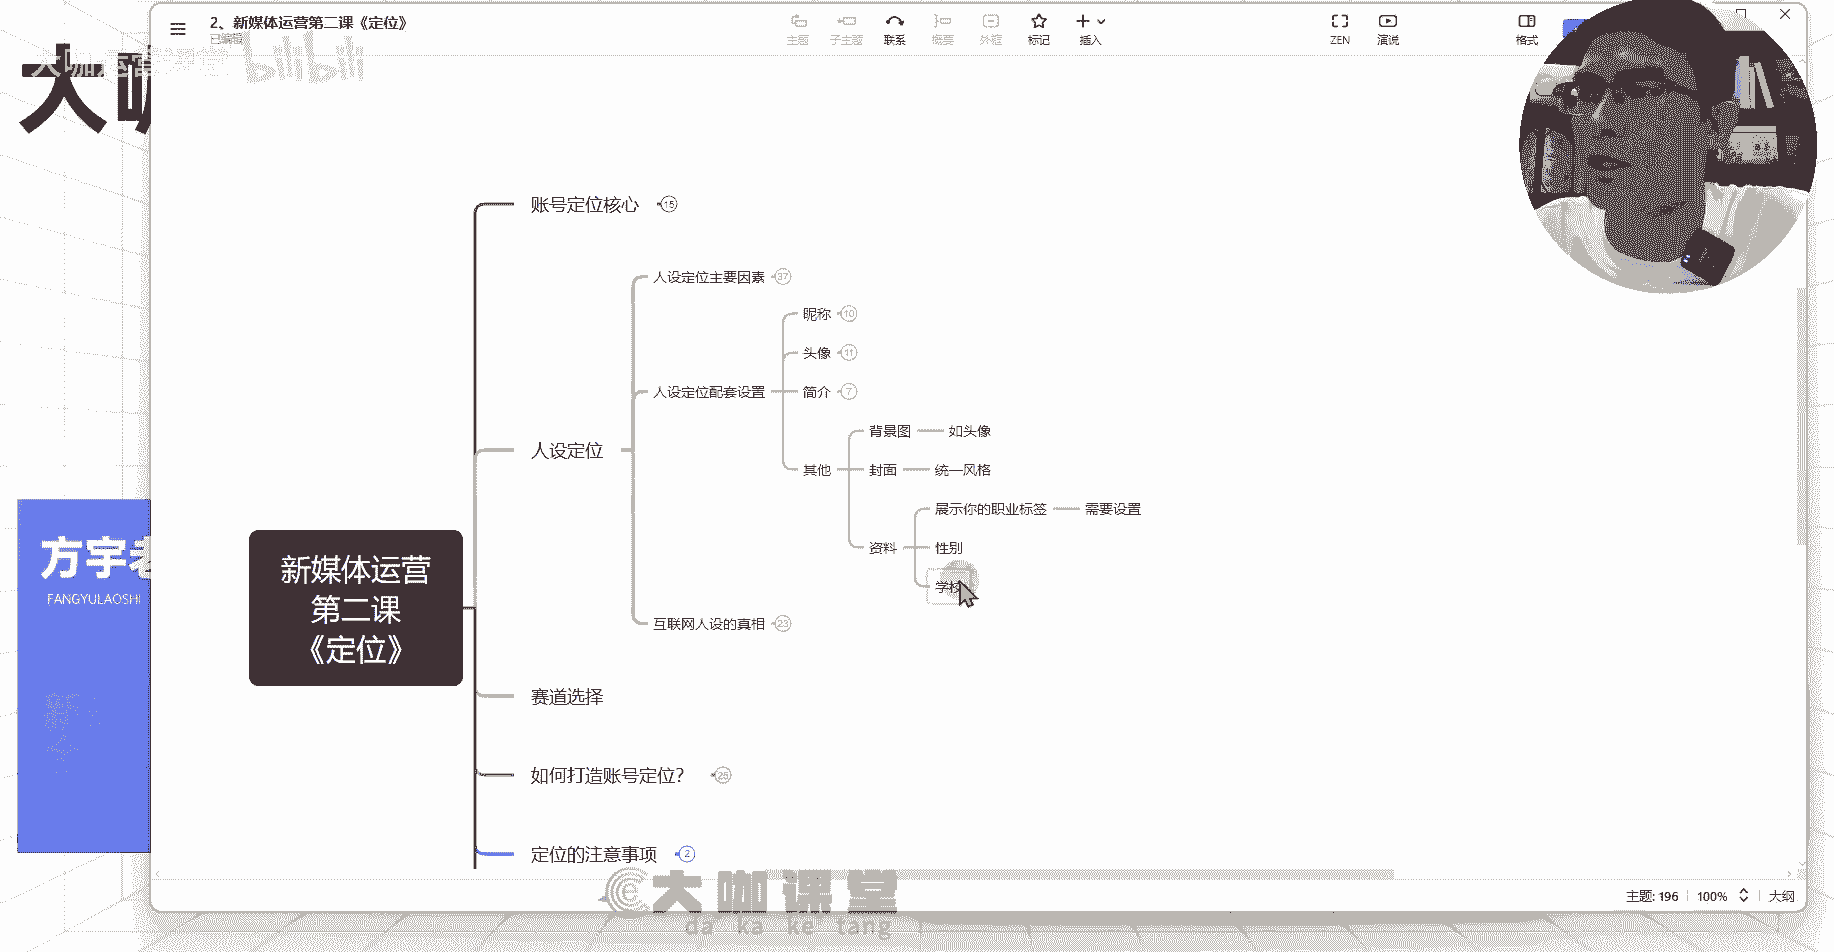 2、新媒体运营第二课《定位》
已编辑
主题
子主题
联系
概要
外框
标记
插入
ZEN
演说
格式
大咖运营课堂
bilibili
大咖
账号定位核心 15
人设定位主要因素 37
昵称 10
头像 11
人设定位配套设置
简介 7
背景图
如头像
人设定位
其他
封面
统一风格
展示你的职业标签
需要设置
资料
性别
学校
方宇老
FANGYULAOSHI
新媒体运营
第二课
《定位》
互联网人设的真相 23
赛道选择
如何打造账号定位？ 25
定位的注意事项 2
大咖课堂
da ka ke tang
主题: 196
100%
大纲